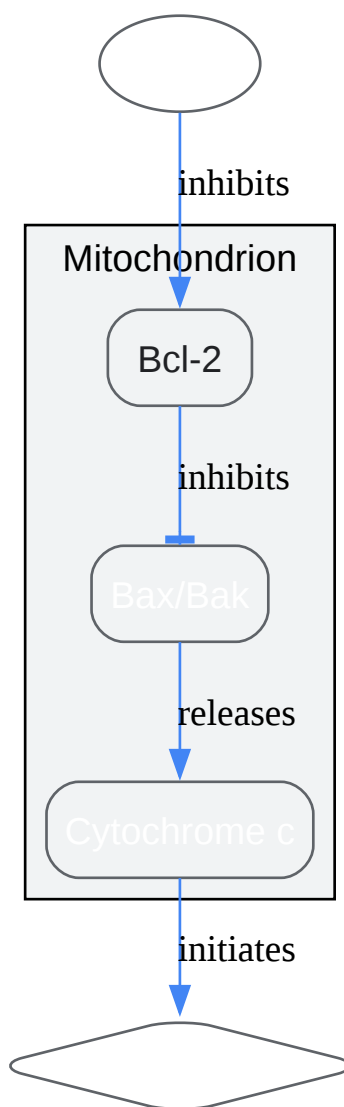 inhibits
Mitochondrion
Bcl-2
inhibits
Bax/Bak
releases
Cytochrome c
initiates